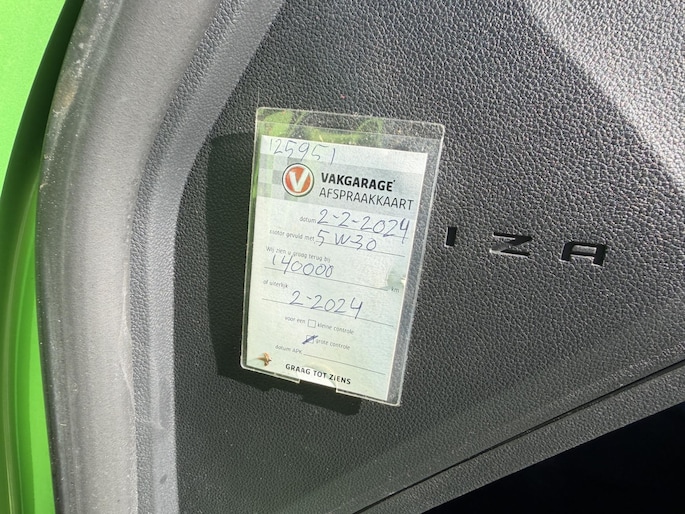 125951
V VAKGARAGE
AFSPRAAKKAART
datum 2-2-2024
Motor gevuld met 5W30
Wij zien u graag terug bij
140000 km
of uiterlijk
2-2024
voor een kleine controle
grote controle
datum APK
GRAAG TOT ZIENS
IZA